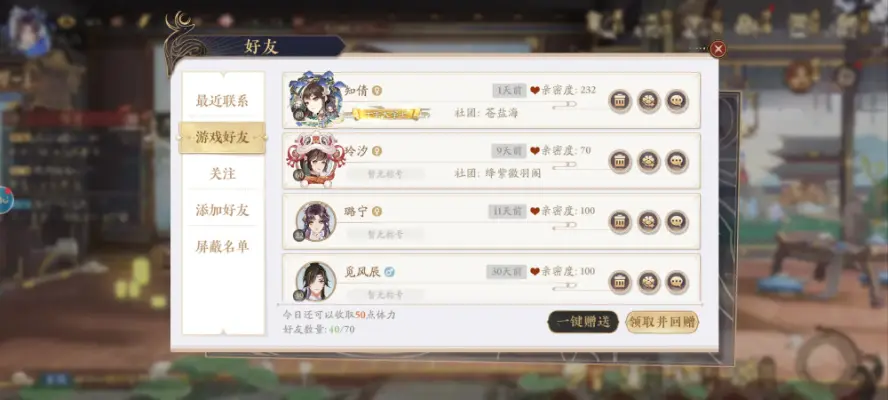 好友
最近联系
游戏好友
关注
添加好友
屏蔽名单
知倩
1天前
亲密度: 232
社团: 苍盐海
玲汐
60
9天前
亲密度: 70
暂无称号
社团: 绛紫徽羽阁
璐宁
11天前
亲密度: 100
暂无称号
觅风辰
30天前
亲密度: 100
暂无称号
今日还可以收取50点体力
好友数量: 40/70
一键赠送
领取并回赠